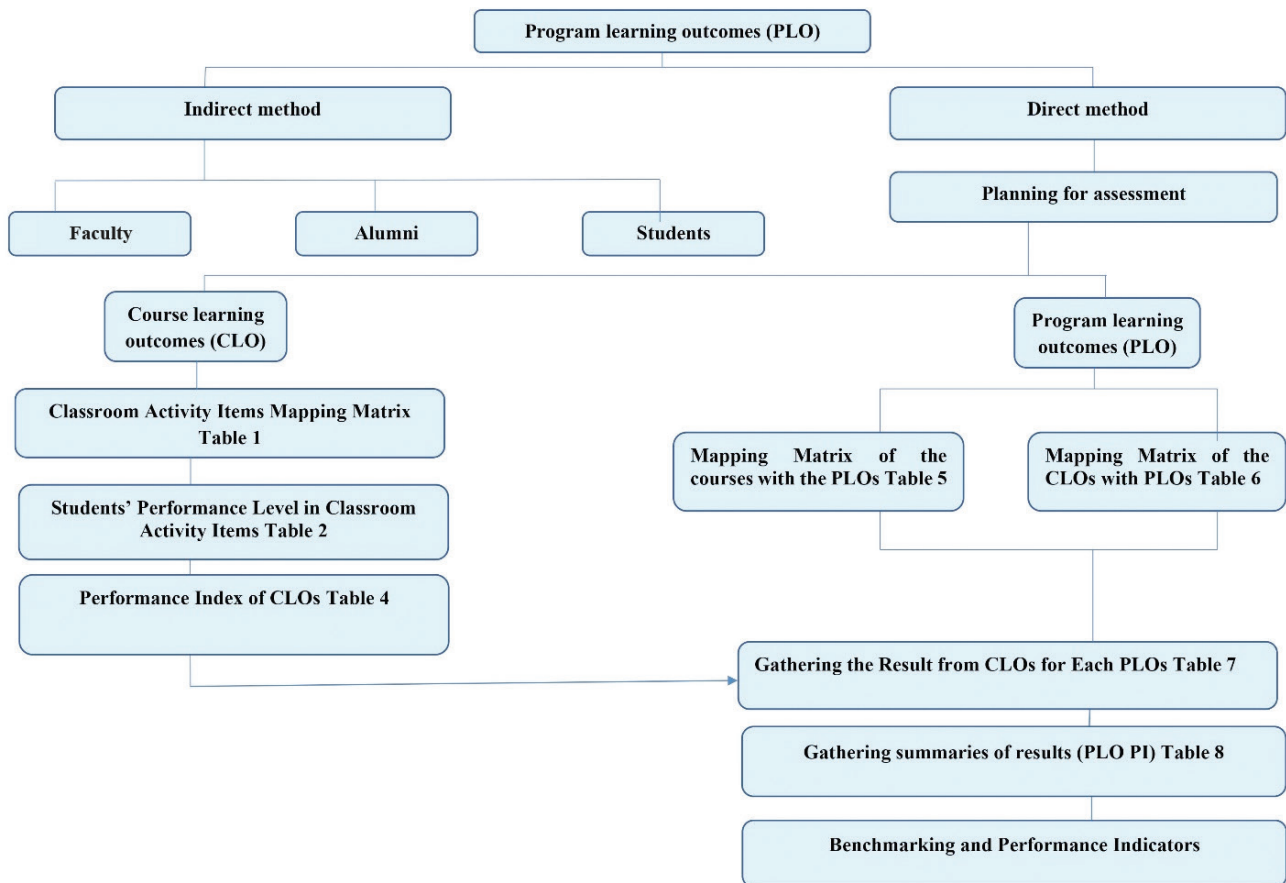 Program learning outcomes (PLO)
Indirect method
Direct method
Planning for assessment
Faculty
Alumni
Students
Course learning
outcomes (CLO)
Program learning
outcomes (PLO)
Classroom Activity Items Mapping Matrix
Table 1
Mapping Matrix of the
courses with the PLOs Table 5
Mapping Matrix of the
CLOs with PLOs Table 6
Students’ Performance Level in Classroom
Activity Items Table 2
Performance Index of CLOs Table 4
Gathering the Result from CLOs for Each PLOs Table 7
Gathering summaries of results (PLO PI) Table 8
Benchmarking and Performance Indicators